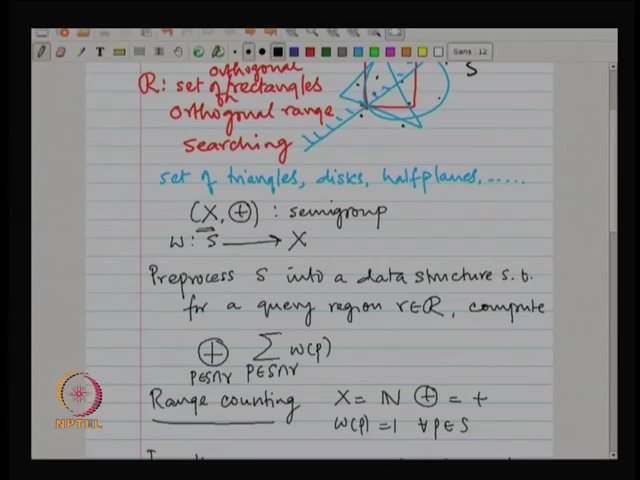 Sans 12
orthogonal
R: set of rectangles
S
for
orthogonal range
searching
set of triangles, disks, halfplanes, ......
(X, ⊕) : semigroup
w: S → X
Preprocess S into a data structure s.t.
for a query region r∈R, compute
⊕ Σ w(p)
p∈S∩r p∈S∩r
Range counting X = ℕ ⊕ = +
w(p) = 1 ∀p∈S
NPTEL